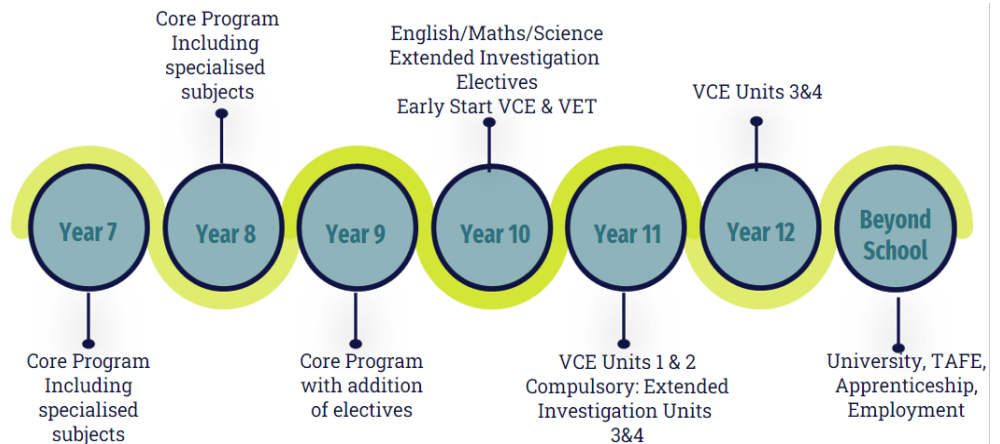 Core Program
Including
specialised
subjects
English/Maths/Science
Extended Investigation
Electives
Early Start VCE & VET
VCE Units 3&4
Year 7
Year 8
Year 9
Year 10
Year 11
Year 12
Beyond
School
Core Program
Including
specialised
subjects
Core Program
with addition
of electives
VCE Units 1 & 2
Compulsory: Extended
Investigation Units
3&4
University, TAFE,
Apprenticeship,
Employment